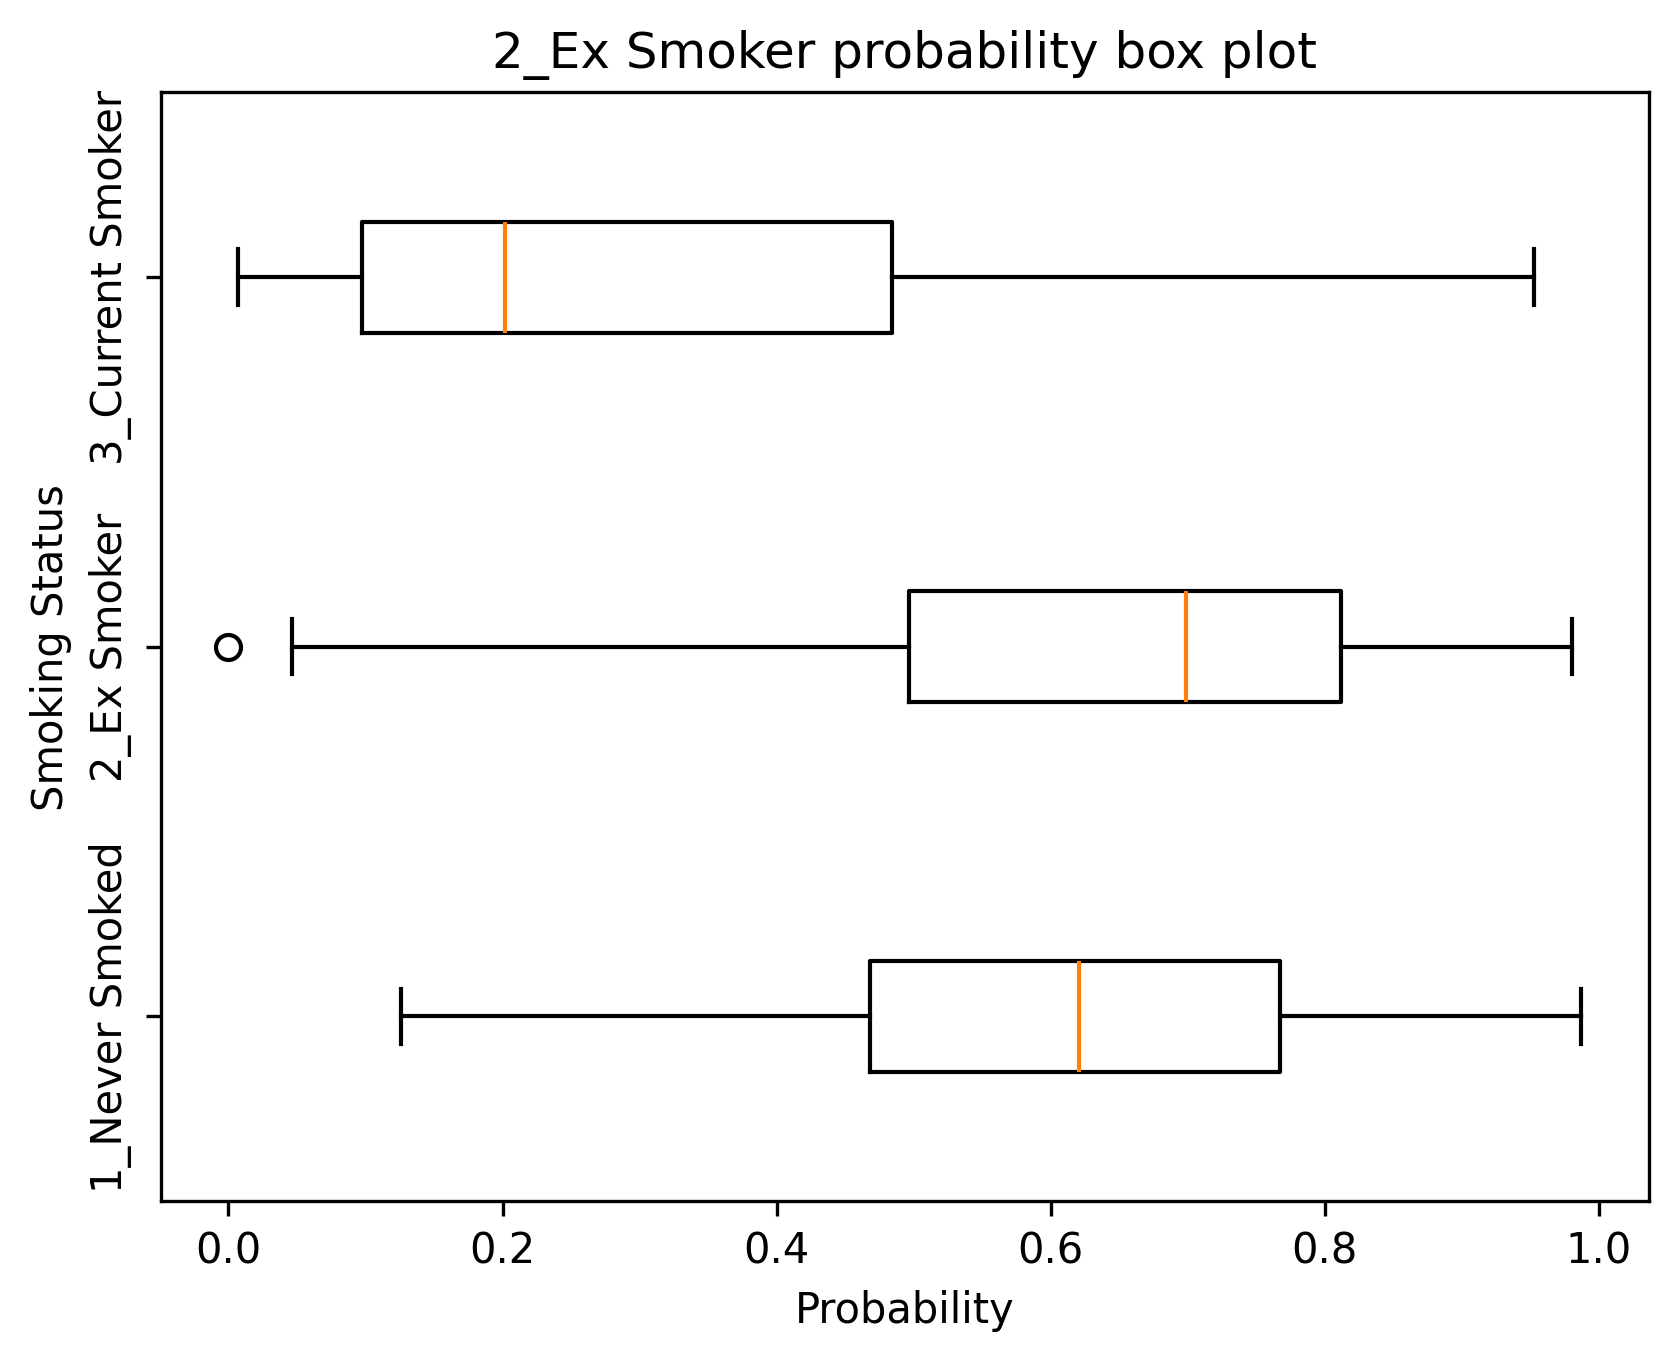 2_Ex Smoker probability box plot
Smoking Status
3_Current Smoker
2_Ex Smoker
1_Never Smoked
0.0 0.2 0.4 0.6 0.8 1.0
Probability